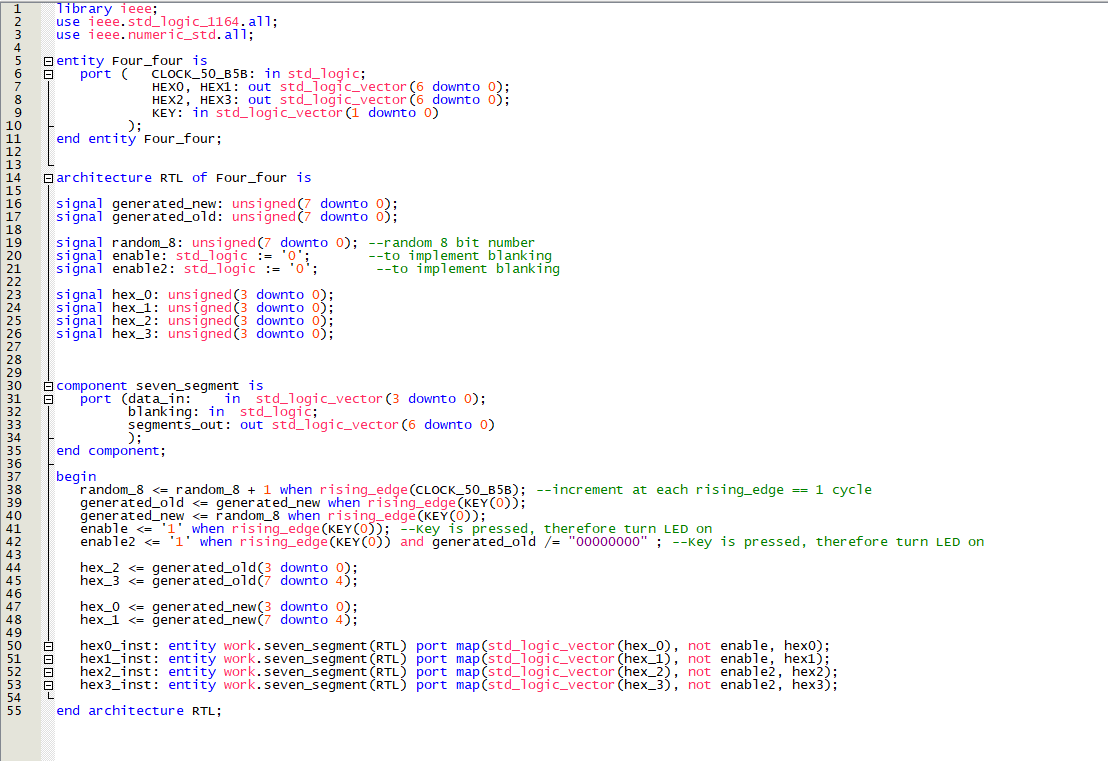 1 library ieee;
2 use ieee.std_logic_1164.all;
3 use ieee.numeric_std.all;
4
5 entity Four_four is
6 port ( CLOCK_50_B5B: in std_logic;
7 HEX0, HEX1: out std_logic_vector(6 downto 0);
8 HEX2, HEX3: out std_logic_vector(6 downto 0);
9 KEY: in std_logic_vector(1 downto 0)
10 );
11 end entity Four_four;
12
13
14 architecture RTL of Four_four is
15
16 signal generated_new: unsigned(7 downto 0);
17 signal generated_old: unsigned(7 downto 0);
18
19 signal random_8: unsigned(7 downto 0); --random 8 bit number
20 signal enable: std_logic := '0'; --to implement blanking
21 signal enable2: std_logic := '0'; --to implement blanking
22
23 signal hex_0: unsigned(3 downto 0);
24 signal hex_1: unsigned(3 downto 0);
25 signal hex_2: unsigned(3 downto 0);
26 signal hex_3: unsigned(3 downto 0);
27
28
29
30 component seven_segment is
31 port (data_in: in std_logic_vector(3 downto 0);
32 blanking: in std_logic;
33 segments_out: out std_logic_vector(6 downto 0)
34 );
35 end component;
36
37 begin
38 random_8 <= random_8 + 1 when rising_edge(CLOCK_50_B5B); --increment at each rising_edge == 1 cycle
39 generated_old <= generated_new when rising_edge(KEY(0));
40 generated_new <= random_8 when rising_edge(KEY(0));
41 enable <= '1' when rising_edge(KEY(0)); --Key is pressed, therefore turn LED on
42 enable2 <= '1' when rising_edge(KEY(0)) and generated_old /= "00000000" ; --Key is pressed, therefore turn LED on
43
44 hex_2 <= generated_old(3 downto 0);
45 hex_3 <= generated_old(7 downto 4);
46
47 hex_0 <= generated_new(3 downto 0);
48 hex_1 <= generated_new(7 downto 4);
49
50 hex0_inst: entity work.seven_segment(RTL) port map(std_logic_vector(hex_0), not enable, hex0);
51 hex1_inst: entity work.seven_segment(RTL) port map(std_logic_vector(hex_1), not enable, hex1);
52 hex2_inst: entity work.seven_segment(RTL) port map(std_logic_vector(hex_2), not enable2, hex2);
53 hex3_inst: entity work.seven_segment(RTL) port map(std_logic_vector(hex_3), not enable2, hex3);
54
55 end architecture RTL;